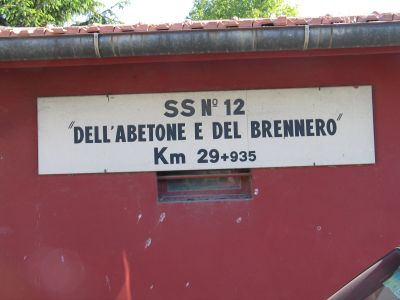 SS Nº 12
"DELL'ABETONE E DEL BRENNERO"
Km 29+935